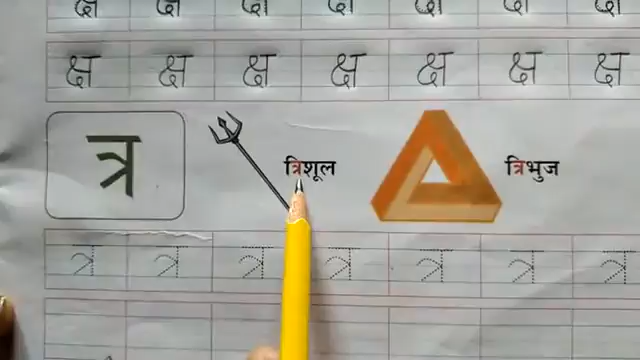 क्ष क्ष क्ष क्ष क्ष क्ष क्ष
क्ष क्ष क्ष क्ष क्ष क्ष क्ष
त्र त्रिशूल त्रिभुज
त्र त्र त्र त्र त्र त्र त्र